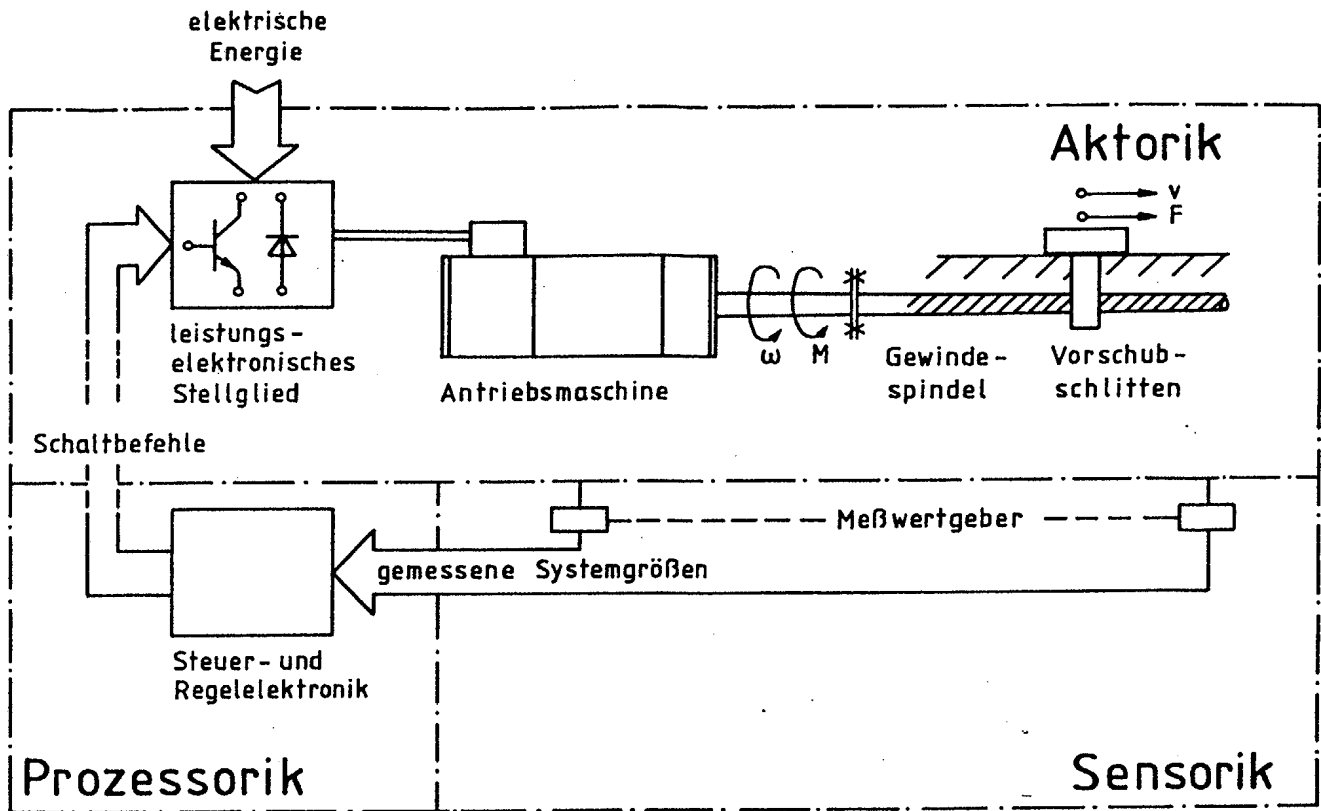 elektrische
Energie
Aktorik
v
F
leistungs-
elektronisches
Stellglied
Antriebsmaschine
ω
M
Gewinde-
spindel
Vorschub-
schlitten
Schaltbefehle
Meßwertgeber
gemessene Systemgrößen
Steuer- und
Regelelektronik
Prozessorik
Sensorik